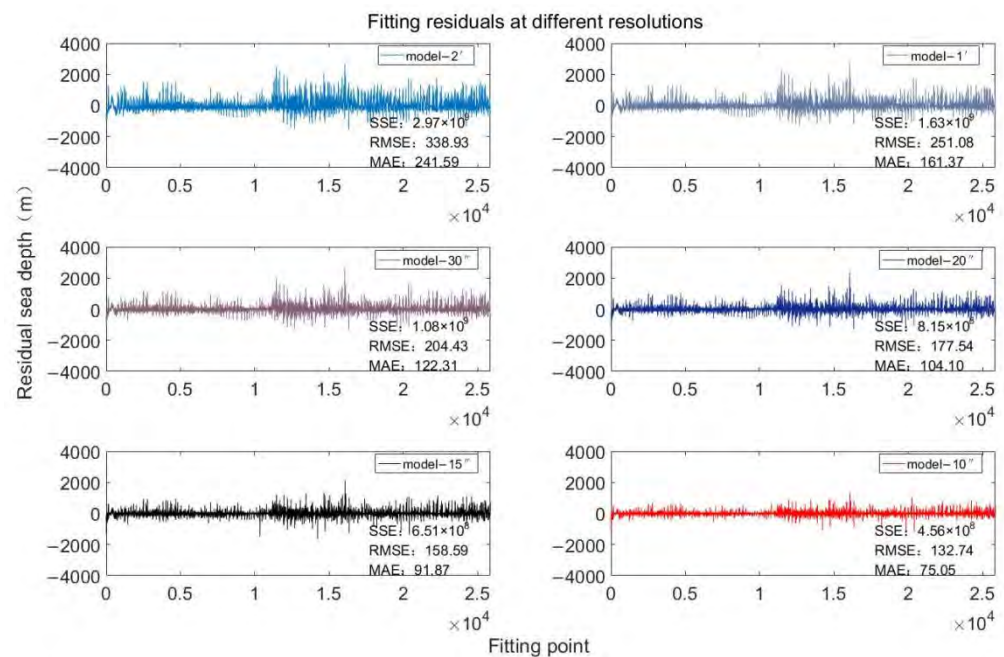 Fitting residuals at different resolutions
Residual sea depth（m）
4000
2000
0
−2000
−4000
model−2′
SSE：2.97×10⁹
RMSE：338.93
MAE：241.59
0 0.5 1 1.5 2 2.5
×10⁴
4000
2000
0
−2000
−4000
model−1′
SSE：1.63×10⁹
RMSE：251.08
MAE：161.37
0 0.5 1 1.5 2 2.5
×10⁴
4000
2000
0
−2000
−4000
model−30″
SSE：1.08×10⁹
RMSE：204.43
MAE：122.31
0 0.5 1 1.5 2 2.5
×10⁴
4000
2000
0
−2000
−4000
model−20″
SSE：8.15×10⁸
RMSE：177.54
MAE：104.10
0 0.5 1 1.5 2 2.5
×10⁴
4000
2000
0
−2000
−4000
model−15″
SSE：6.51×10⁸
RMSE：158.59
MAE：91.87
0 0.5 1 1.5 2 2.5
×10⁴
4000
2000
0
−2000
−4000
model−10″
SSE：4.56×10⁸
RMSE：132.74
MAE：75.05
0 0.5 1 1.5 2 2.5
×10⁴
Fitting point